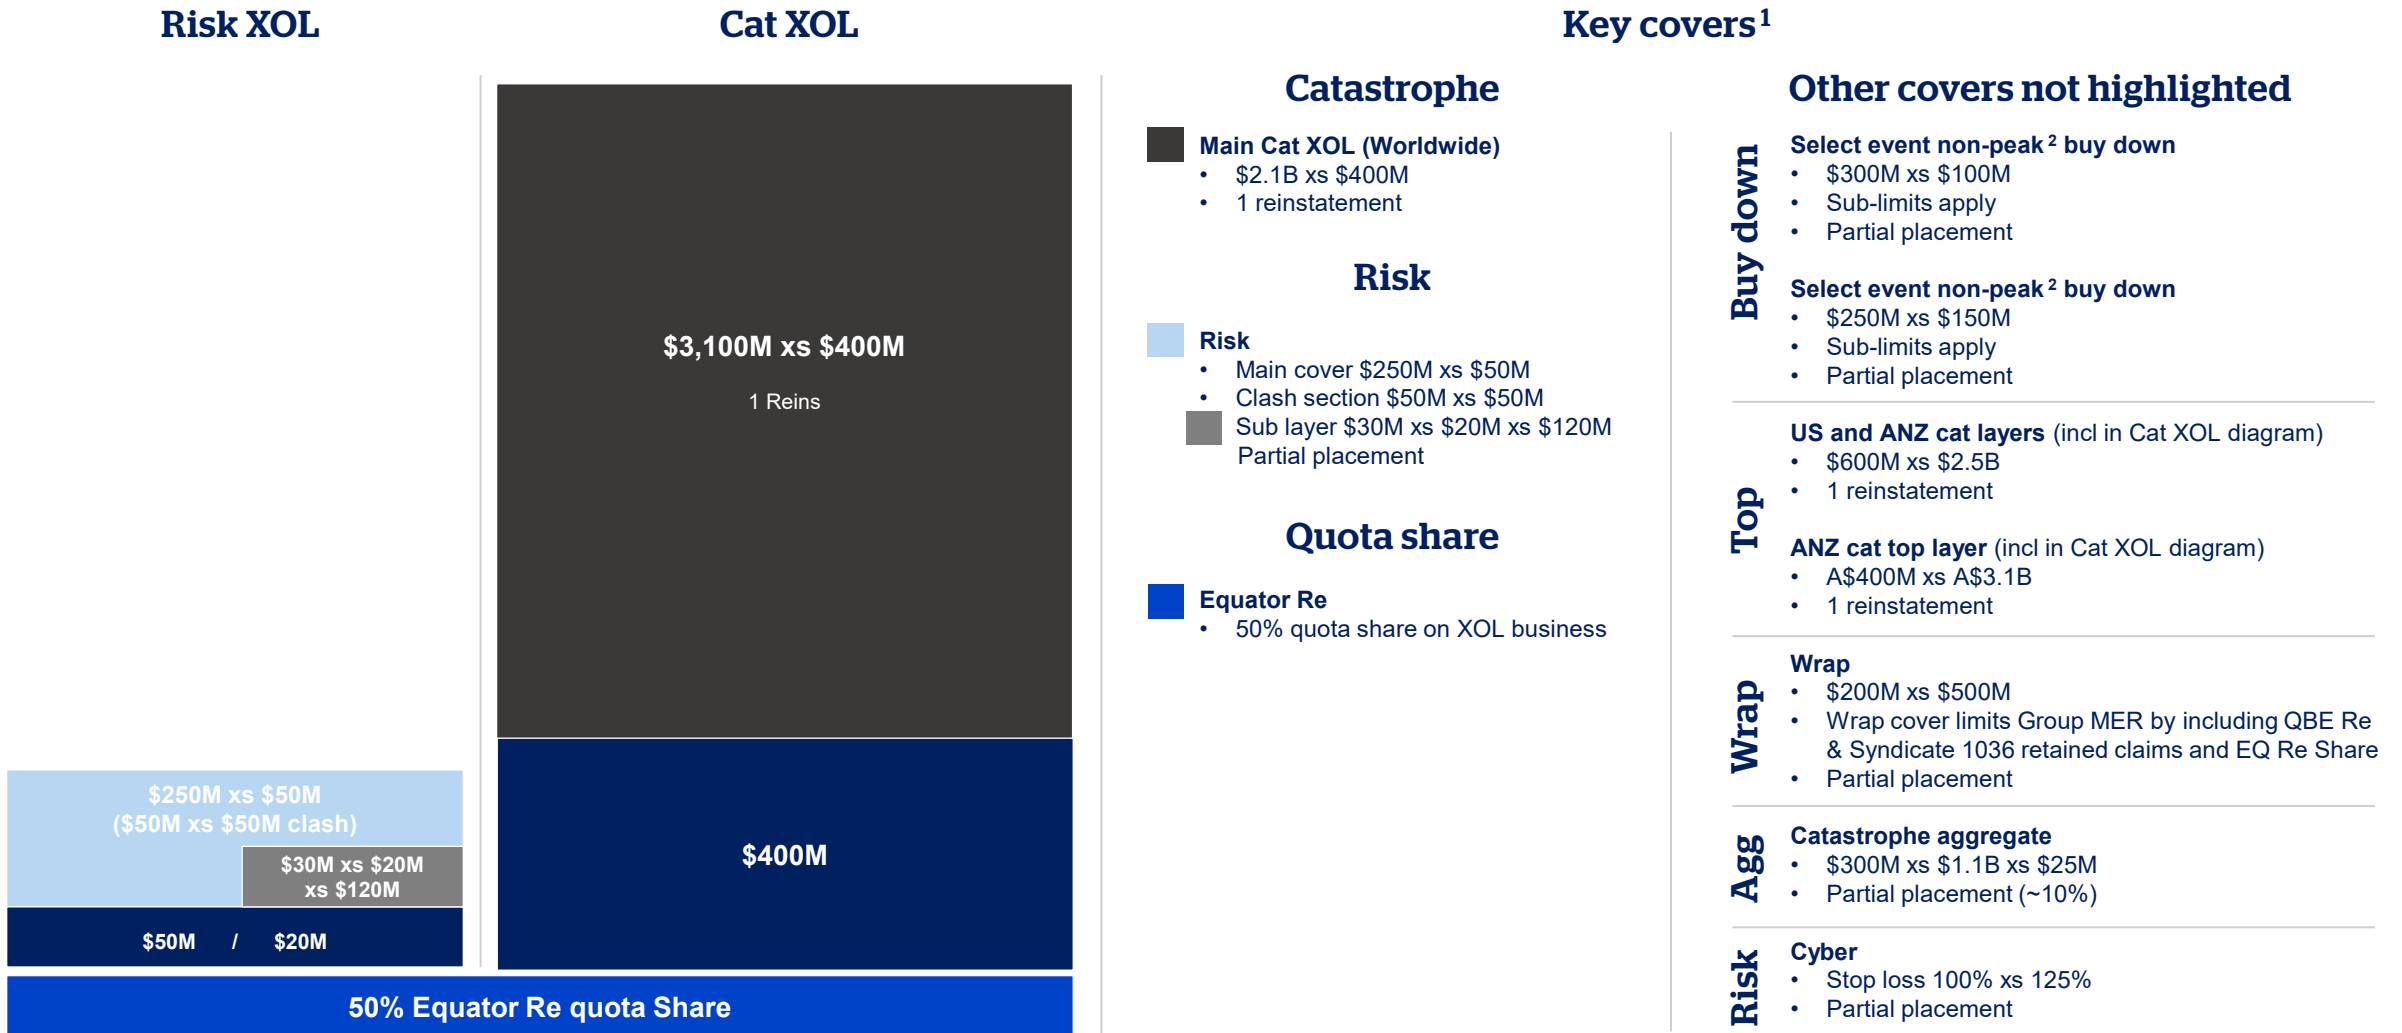 Risk XOL
Cat XOL
Key covers¹
$3,100M xs $400M
1 Reins
$400M
$250M xs $50M
($50M xs $50M clash)
$30M xs $20M
xs $120M
$50M / $20M
50% Equator Re quota Share
Catastrophe
Main Cat XOL (Worldwide)
• $2.1B xs $400M
• 1 reinstatement
Risk
Risk
• Main cover $250M xs $50M
• Clash section $50M xs $50M
Sub layer $30M xs $20M xs $120M
Partial placement
Quota share
Equator Re
• 50% quota share on XOL business
Other covers not highlighted
Buy down
Select event non-peak² buy down
• $300M xs $100M
• Sub-limits apply
• Partial placement
Select event non-peak² buy down
• $250M xs $150M
• Sub-limits apply
• Partial placement
Top
US and ANZ cat layers (incl in Cat XOL diagram)
• $600M xs $2.5B
• 1 reinstatement
ANZ cat top layer (incl in Cat XOL diagram)
• A$400M xs A$3.1B
• 1 reinstatement
Wrap
Wrap
• $200M xs $500M
• Wrap cover limits Group MER by including QBE Re
& Syndicate 1036 retained claims and EQ Re Share
• Partial placement
Agg
Catastrophe aggregate
• $300M xs $1.1B xs $25M
• Partial placement (~10%)
Risk
Cyber
• Stop loss 100% xs 125%
• Partial placement